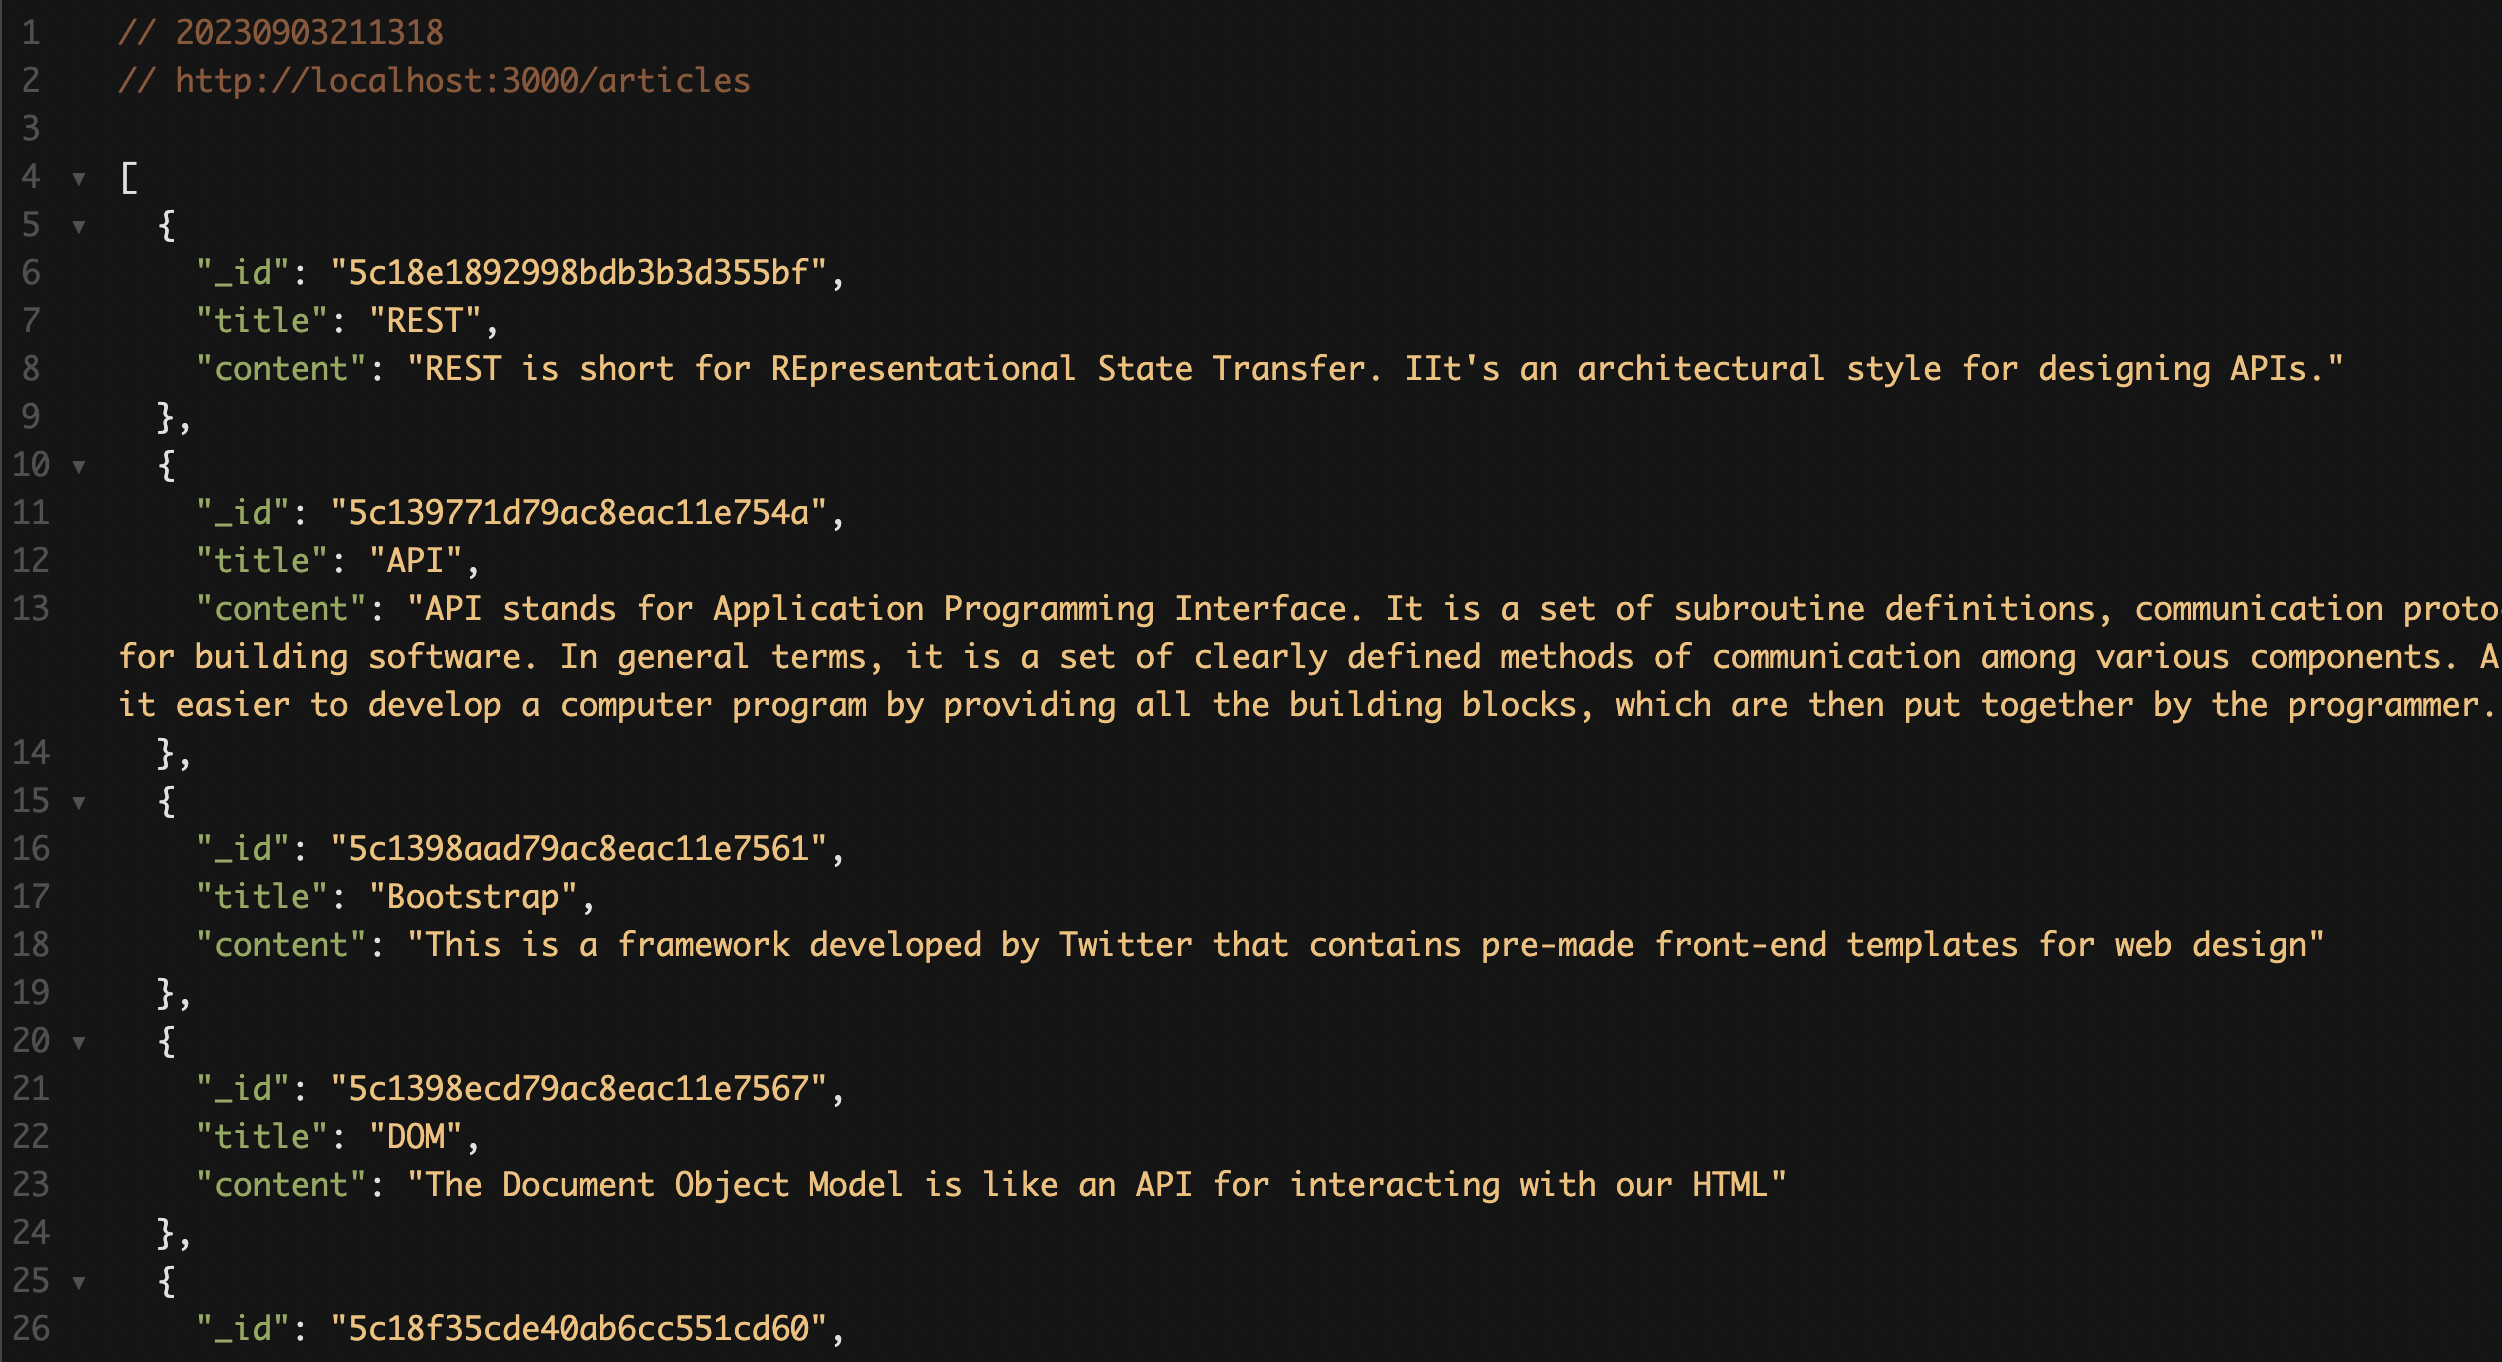 1 // 20230903211318
2 // http://localhost:3000/articles
3
4 ▼ [
5 ▼ {
6 "_id": "5c18e1892998bdb3b3d355bf",
7 "title": "REST",
8 "content": "REST is short for REpresentational State Transfer. IIt's an architectural style for designing APIs."
9 },
10 ▼ {
11 "_id": "5c139771d79ac8eac11e754a",
12 "title": "API",
13 "content": "API stands for Application Programming Interface. It is a set of subroutine definitions, communication proto
for building software. In general terms, it is a set of clearly defined methods of communication among various components. A
it easier to develop a computer program by providing all the building blocks, which are then put together by the programmer.
14 },
15 ▼ {
16 "_id": "5c1398aad79ac8eac11e7561",
17 "title": "Bootstrap",
18 "content": "This is a framework developed by Twitter that contains pre-made front-end templates for web design"
19 },
20 ▼ {
21 "_id": "5c1398ecd79ac8eac11e7567",
22 "title": "DOM",
23 "content": "The Document Object Model is like an API for interacting with our HTML"
24 },
25 ▼ {
26 "_id": "5c18f35cde40ab6cc551cd60",